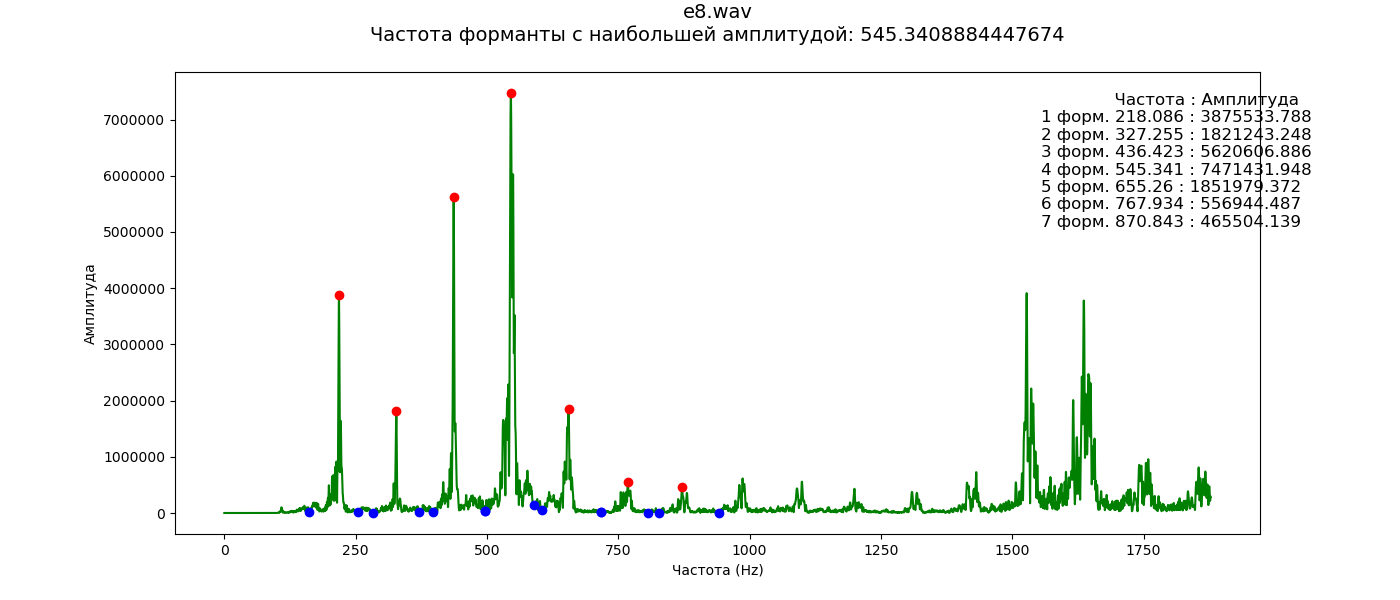 e8.wav
Частота форманты с наибольшей амплитудой: 545.3408884447674
Частота : Амплитуда
1 форм. 218.086 : 3875533.788
2 форм. 327.255 : 1821243.248
3 форм. 436.423 : 5620606.886
4 форм. 545.341 : 7471431.948
5 форм. 655.26 : 1851979.372
6 форм. 767.934 : 556944.487
7 форм. 870.843 : 465504.139
Амплитуда
7000000
6000000
5000000
4000000
3000000
2000000
1000000
0
0 250 500 750 1000 1250 1500 1750
Частота (Hz)